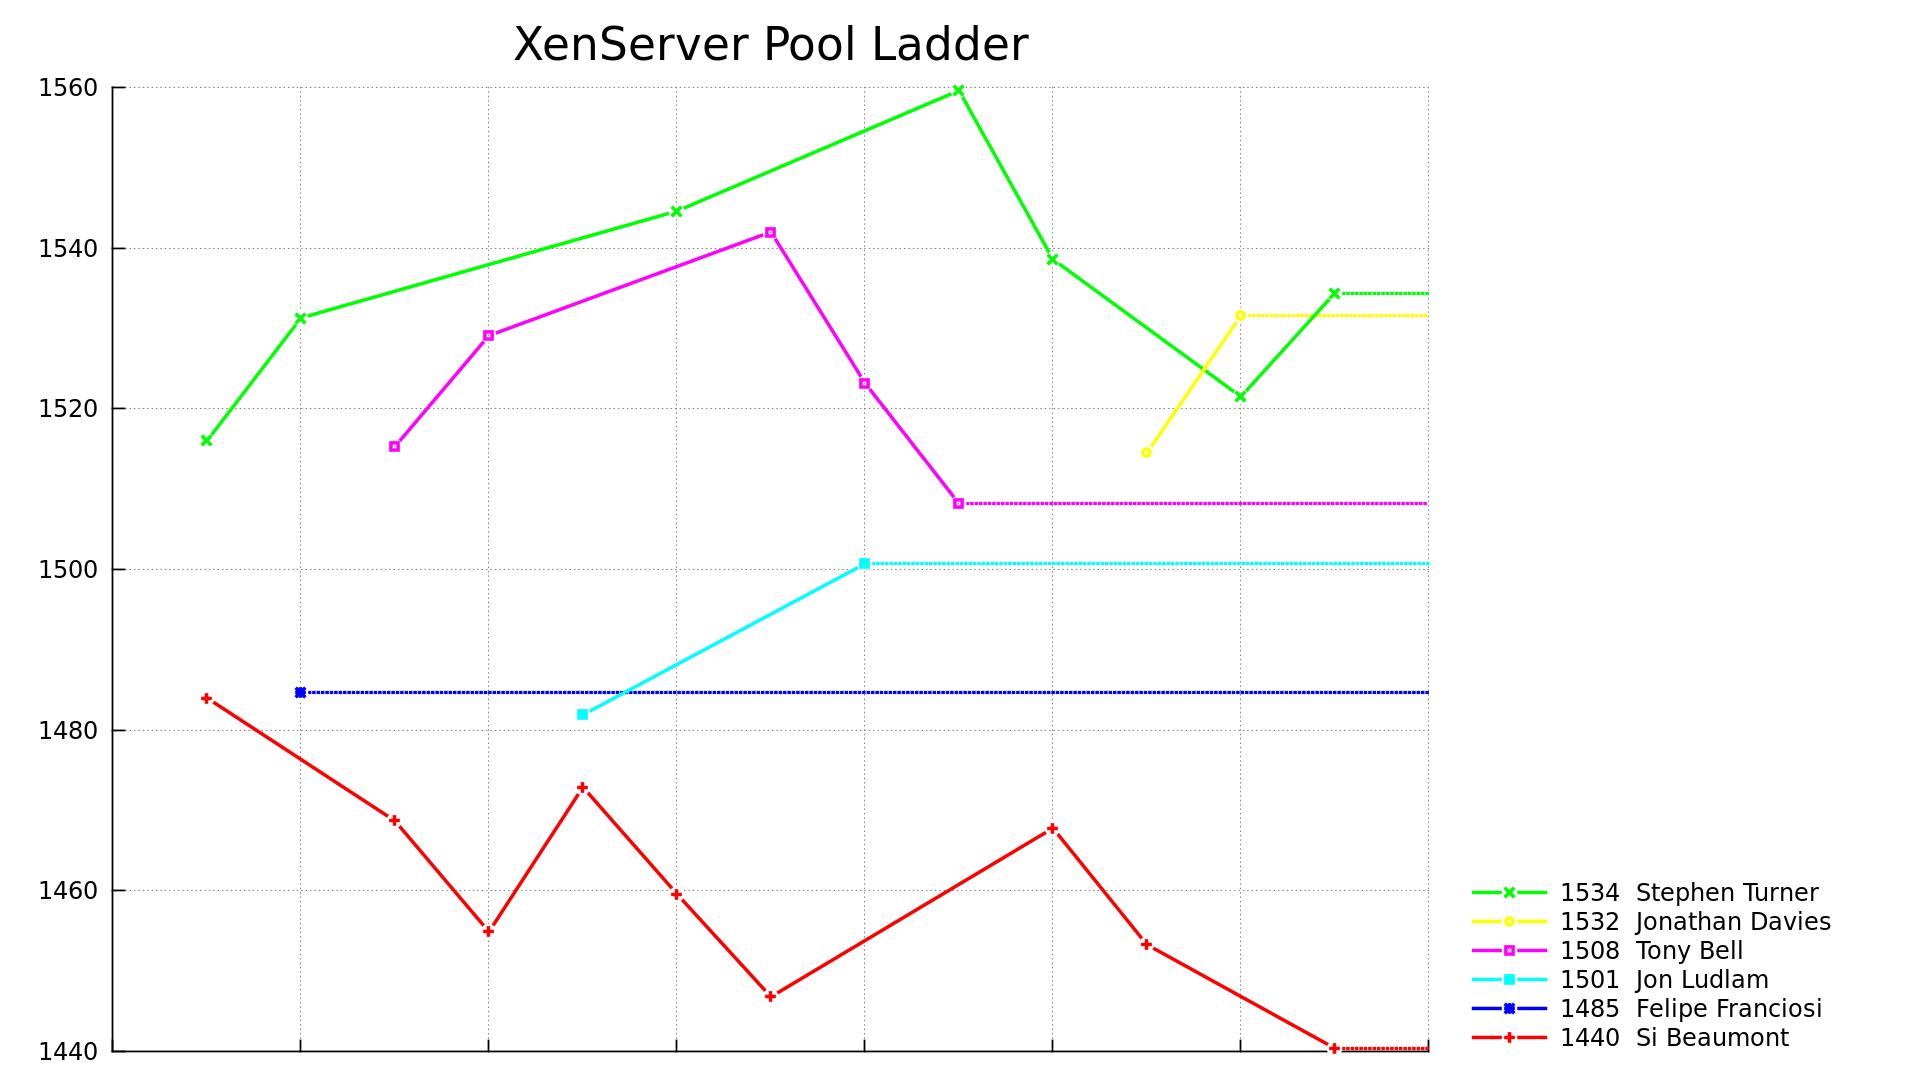 XenServer Pool Ladder
1560
1540
1520
1500
1480
1460
1440
1534 Stephen Turner
1532 Jonathan Davies
1508 Tony Bell
1501 Jon Ludlam
1485 Felipe Franciosi
1440 Si Beaumont